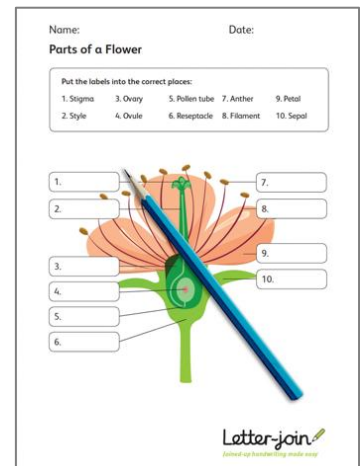 Name: Date:
Parts of a Flower
Put the labels into the correct places:
1. Stigma 3. Ovary 5. Pollen tube 7. Anther 9. Petal
2. Style 4. Ovule 6. Reseptacle 8. Filament 10. Sepal
1. 7.
2. 8.
9.
3.
10.
4.
5.
6.
Letter-join
Joined-up handwriting made easy